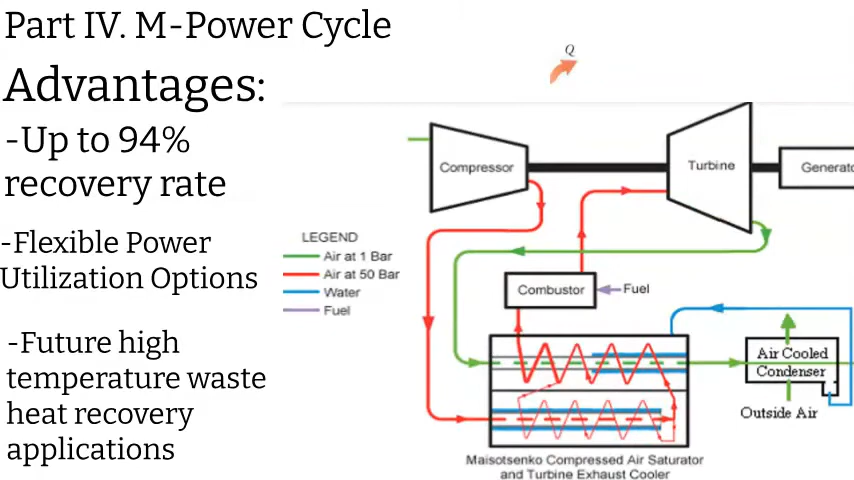 Part IV. M-Power Cycle
Advantages:
-Up to 94%
recovery rate
-Flexible Power
Utilization Options
-Future high
temperature waste
heat recovery
applications
Q
Compressor
Turbine
Generato
LEGEND
Air at 1 Bar
Air at 50 Bar
Water
Fuel
Combustor
Fuel
Air Cooled
Condenser
Outside Air
Maisotsenko Compressed Air Saturator
and Turbine Exhaust Cooler